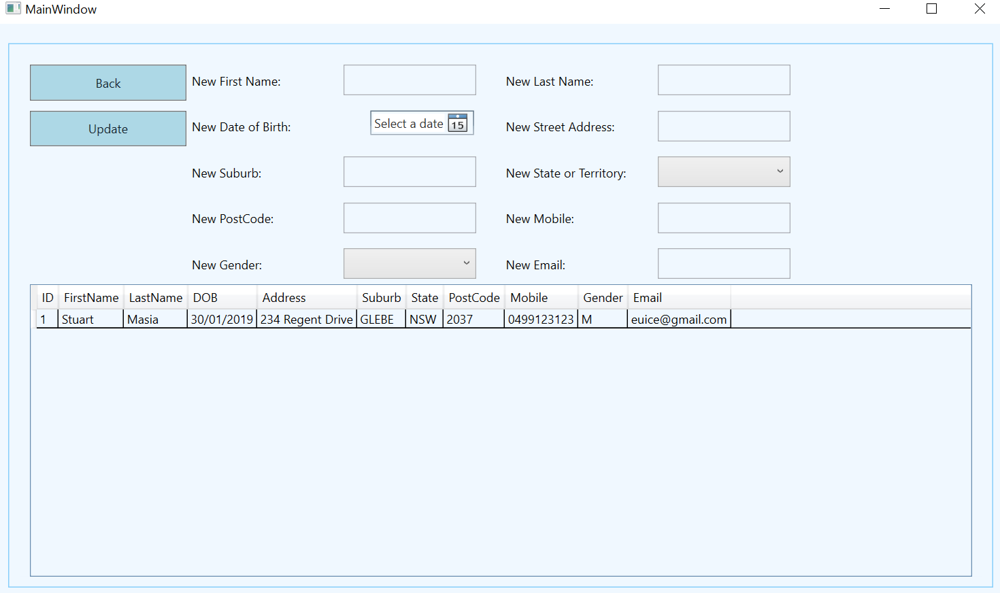 MainWindow
Back New First Name: New Last Name:
Update New Date of Birth: Select a date 15 New Street Address:
New Suburb: New State or Territory:
New PostCode: New Mobile:
New Gender: New Email:
ID FirstName LastName DOB Address Suburb State PostCode Mobile Gender Email
1 Stuart Masia 30/01/2019 234 Regent Drive GLEBE NSW 2037 0499123123 M euice@gmail.com